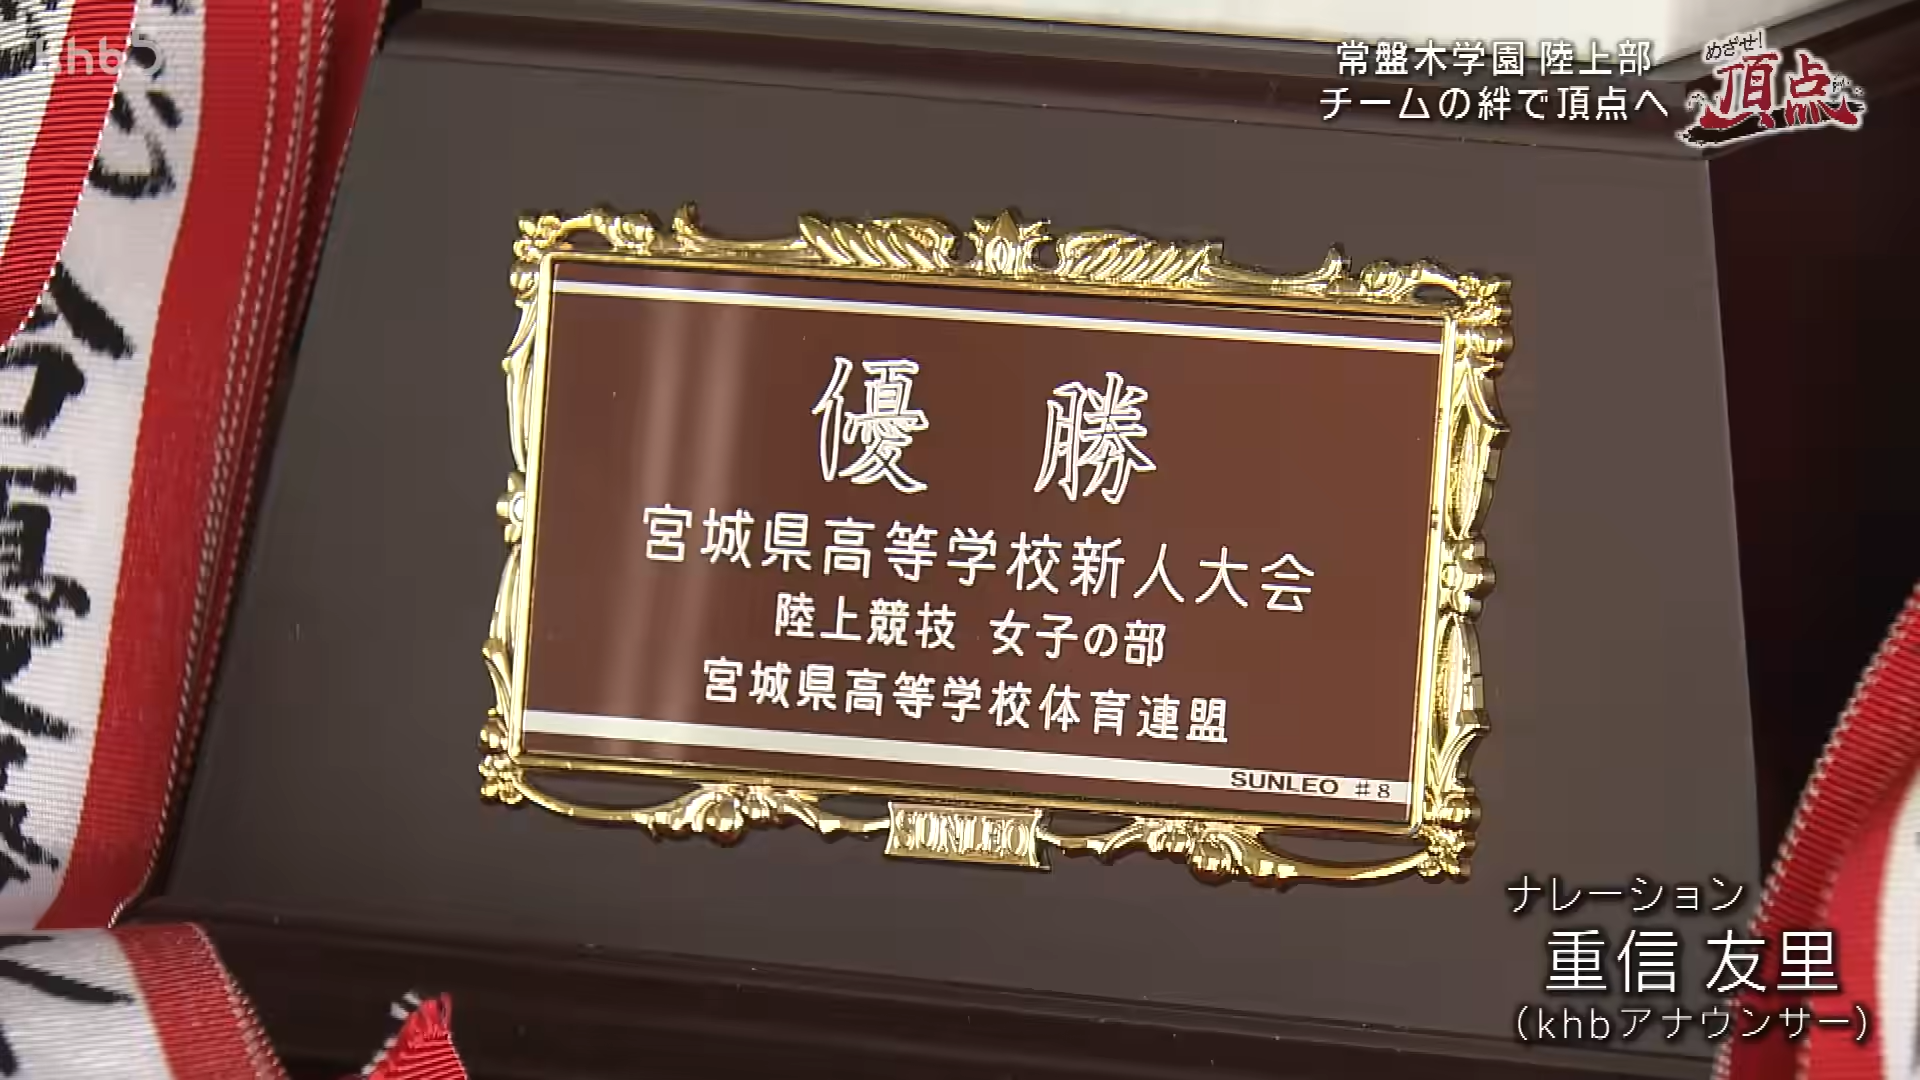 khb5
常盤木学園 陸上部
チームの絆で頂点へ
めざせ!
頂点
優 勝
宮城県高等学校新人大会
陸上競技 女子の部
宮城県高等学校体育連盟
SUNLEO #8
SUNLEO
ナレーション
重信 友里
(khbアナウンサー)